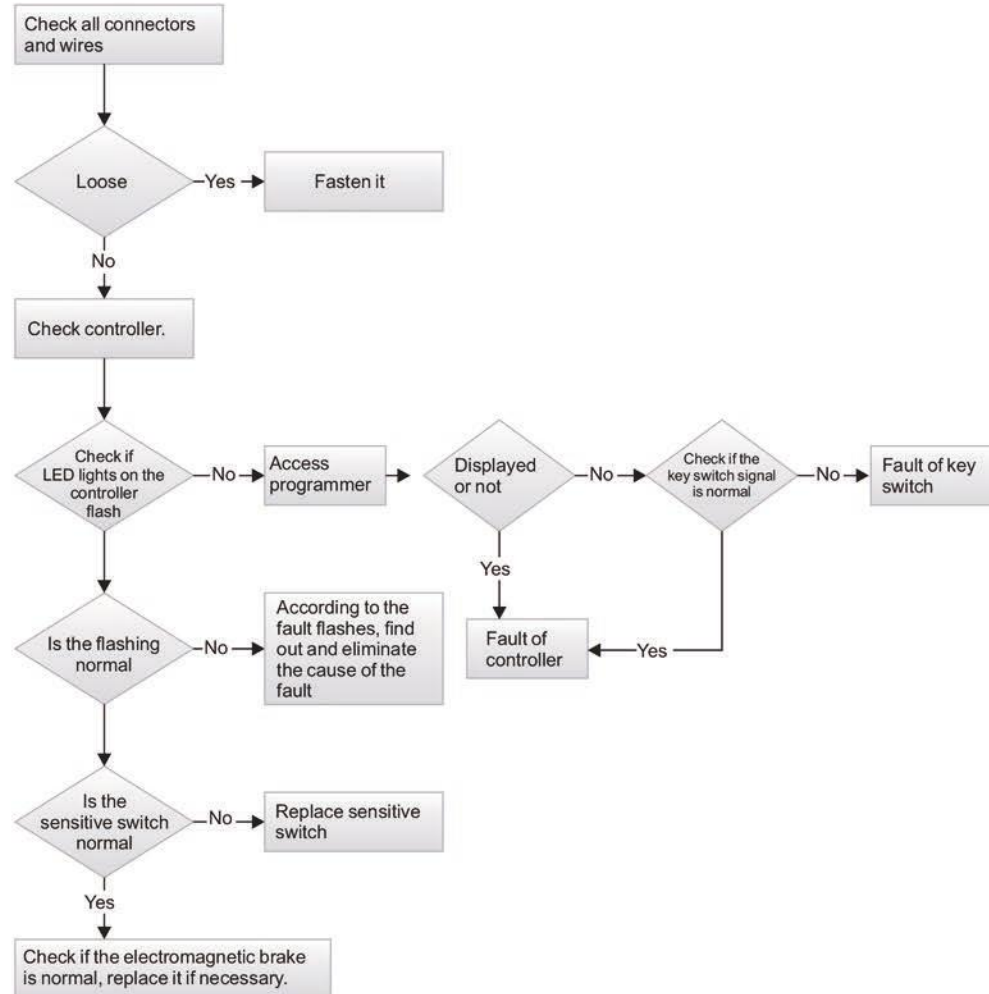 Check all connectors
and wires
Loose
Yes
Fasten it
No
Check controller.
Check if
LED lights on the
controller
flash
No
Access
programmer
Displayed
or not
No
Check if the
key switch signal
is normal
No
Fault of key
switch
Yes
Fault of
controller
Yes
Is the flashing
normal
No
According to the
fault flashes, find
out and eliminate
the cause of the
fault
Is the
sensitive switch
normal
No
Replace sensitive
switch
Yes
Check if the electromagnetic brake
is normal, replace it if necessary.